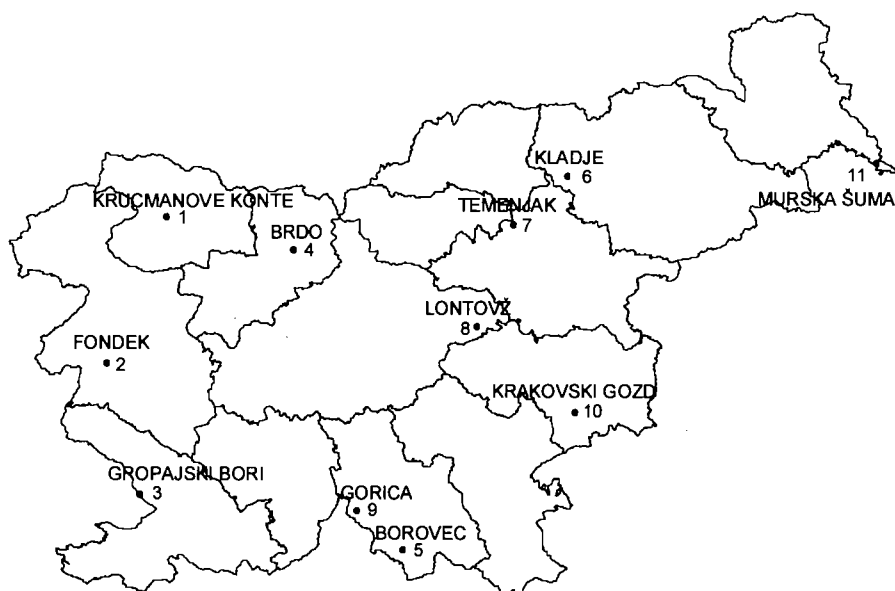 KLADJE
6
11
MURSKA ŠUMA
KRUCMANOVE KONTE
1
TEMENJAK
7
BRDO
4
LONTOVŽ
8
FONDEK
2
KRAKOVSKI GOZD
10
GROPAJSKI BORI
3
GORICA
9
BOROVEC
5